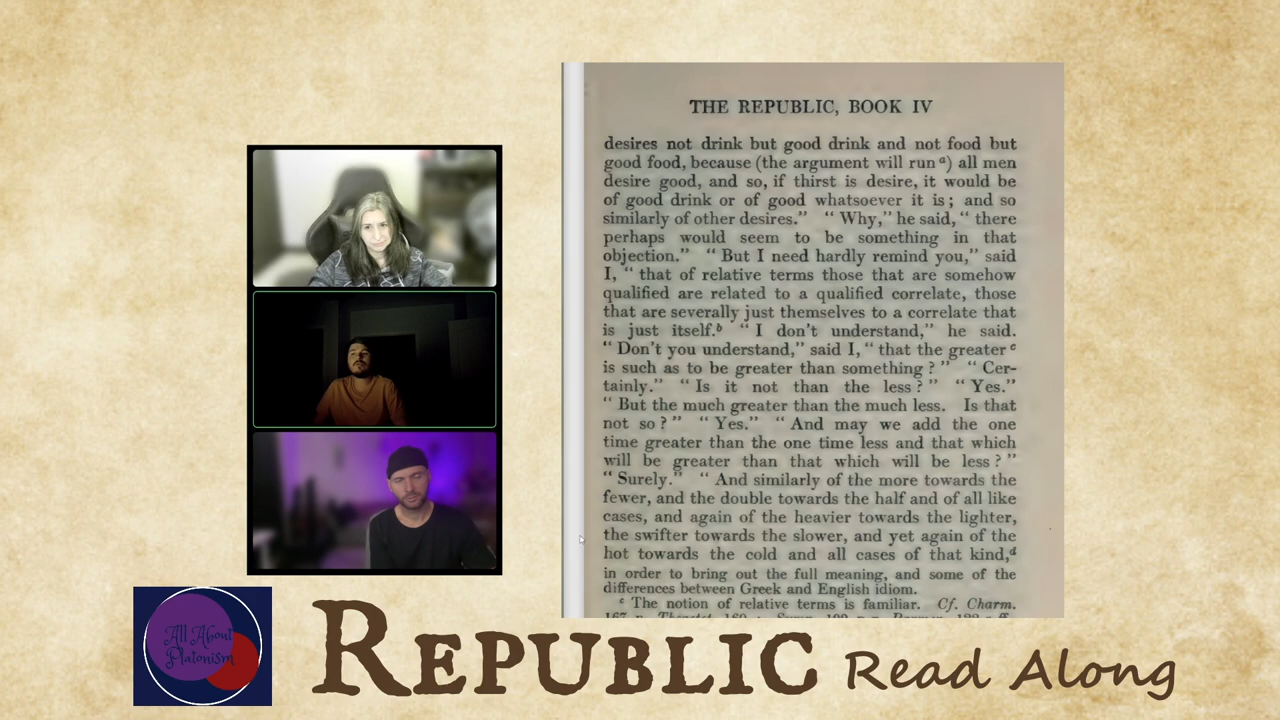 THE REPUBLIC, BOOK IV
desires not drink but good drink and not food but
good food, because (the argument will run ᵃ) all men
desire good, and so, if thirst is desire, it would be
of good drink or of good whatsoever it is; and so
similarly of other desires.” “ Why,” he said, “ there
perhaps would seem to be something in that
objection.” “ But I need hardly remind you,” said
I, “ that of relative terms those that are somehow
qualified are related to a qualified correlate, those
that are severally just themselves to a correlate that
is just itself.ᵇ “ I don’t understand,” he said.
“ Don’t you understand,” said I, “ that the greater ᶜ
is such as to be greater than something ? ” “ Cer-
tainly.” “ Is it not than the less ? ” “ Yes.”
“ But the much greater than the much less. Is that
not so ? ” “ Yes.” “ And may we add the one
time greater than the one time less and that which
will be greater than that which will be less ? ”
“ Surely.” “ And similarly of the more towards the
fewer, and the double towards the half and of all like
cases, and again of the heavier towards the lighter,
the swifter towards the slower, and yet again of the
hot towards the cold and all cases of that kind,ᵈ
in order to bring out the full meaning, and some of the
differences between Greek and English idiom.
ᶜ The notion of relative terms is familiar. Cf. Charm.
All About
Platonism
REPUBLIC Read Along